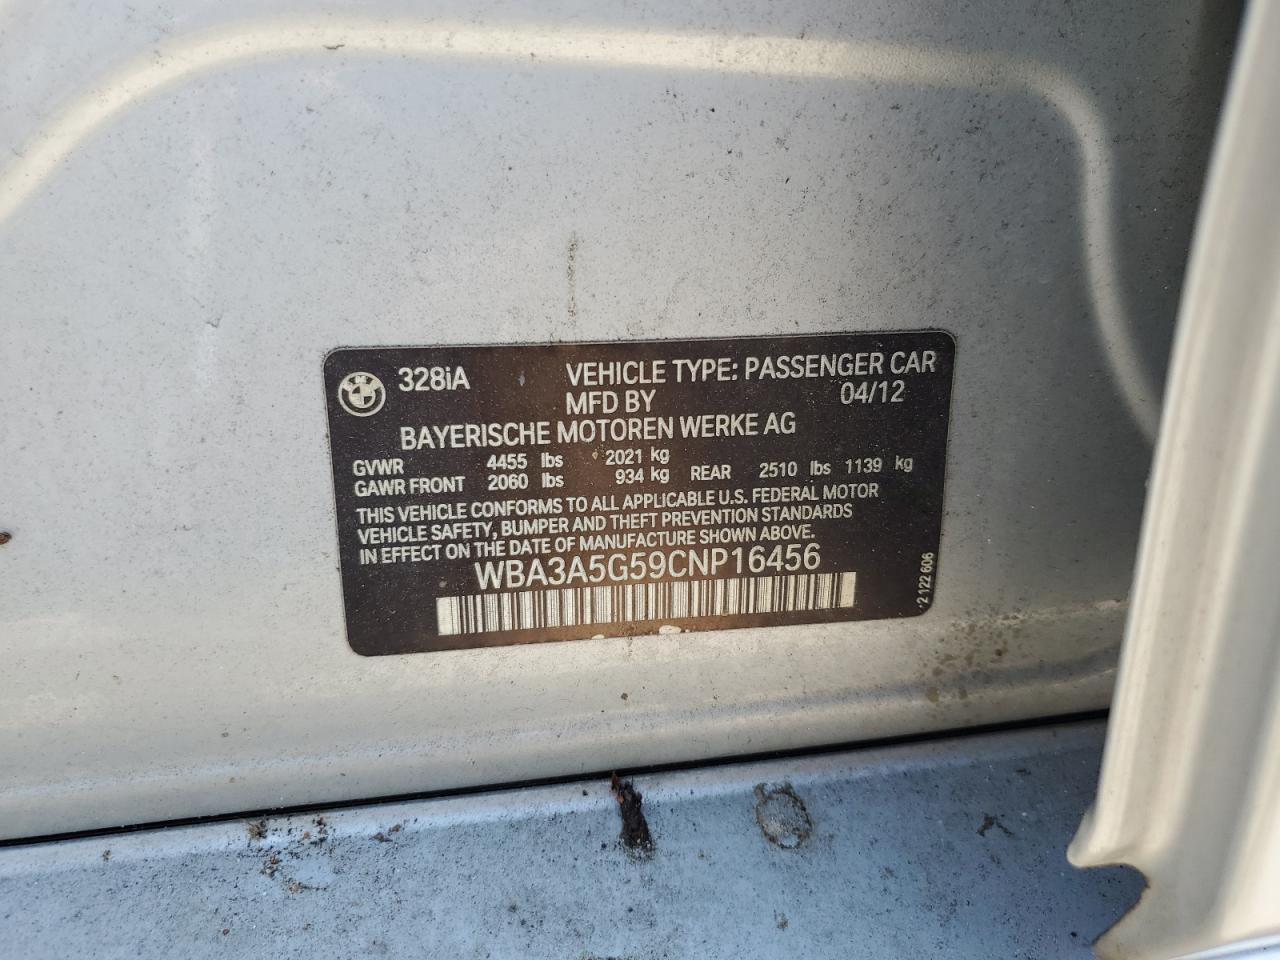 328iA VEHICLE TYPE: PASSENGER CAR
MFD BY 04/12
BAYERISCHE MOTOREN WERKE AG
GVWR 4455 lbs 2021 kg
GAWR FRONT 2060 lbs 934 kg REAR 2510 lbs 1139 kg
THIS VEHICLE CONFORMS TO ALL APPLICABLE U.S. FEDERAL MOTOR
VEHICLE SAFETY, BUMPER AND THEFT PREVENTION STANDARDS
IN EFFECT ON THE DATE OF MANUFACTURE SHOWN ABOVE.
WBA3A5G59CNP16456
2 122 606